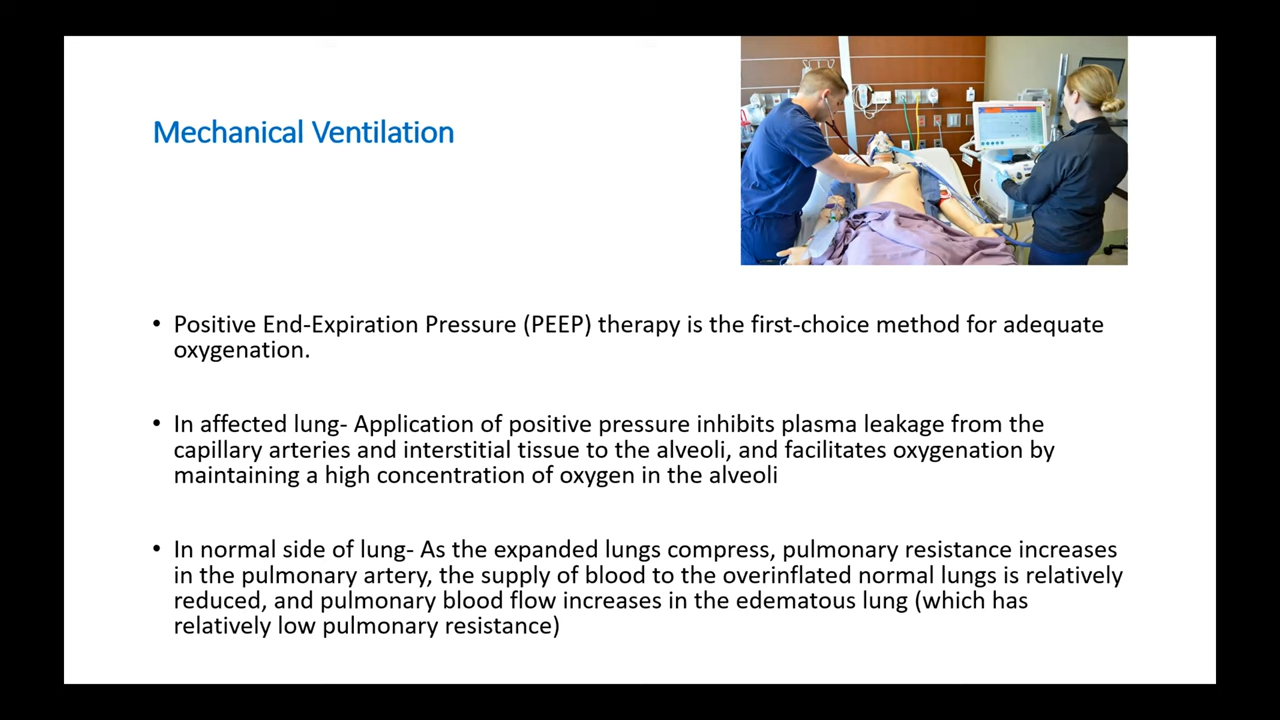 Mechanical Ventilation
• Positive End-Expiration Pressure (PEEP) therapy is the first-choice method for adequate
oxygenation.
• In affected lung- Application of positive pressure inhibits plasma leakage from the
capillary arteries and interstitial tissue to the alveoli, and facilitates oxygenation by
maintaining a high concentration of oxygen in the alveoli
• In normal side of lung- As the expanded lungs compress, pulmonary resistance increases
in the pulmonary artery, the supply of blood to the overinflated normal lungs is relatively
reduced, and pulmonary blood flow increases in the edematous lung (which has
relatively low pulmonary resistance)